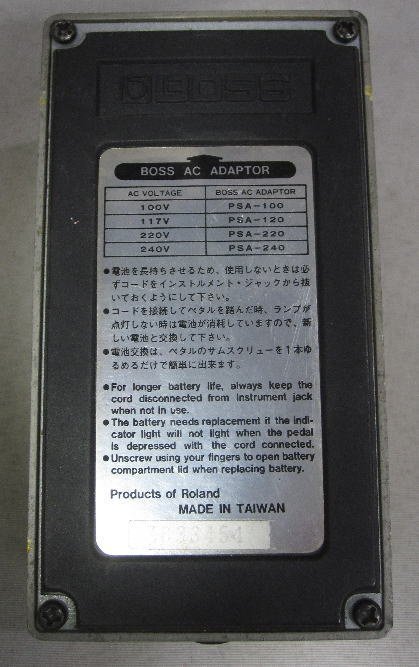 BOSS
BOSS AC ADAPTOR
AC VOLTAGE BOSS AC ADAPTOR
100V PSA-100
117V PSA-120
220V PSA-220
240V PSA-240
●電池を長持ちさせるため、使用しないときは必
ずコードをインストルメント・ジャックから抜
いておくようにして下さい。
●コードを接続してペダルを踏んだ時、ランプが
点灯しない時は電池が消耗していますので、新
しい電池と交換して下さい。
●電池交換は、ペダルのサムスクリューを1本ゆ
るめるだけで簡単に出来ます。
●For longer battery life, always keep the
cord disconnected from instrument jack
when not in use.
●The battery needs replacement if the indi-
cator light will not light when the pedal
is depressed with the cord connected.
●Unscrew using your fingers to open battery
compartment lid when replacing battery.
Products of Roland
MADE IN TAIWAN